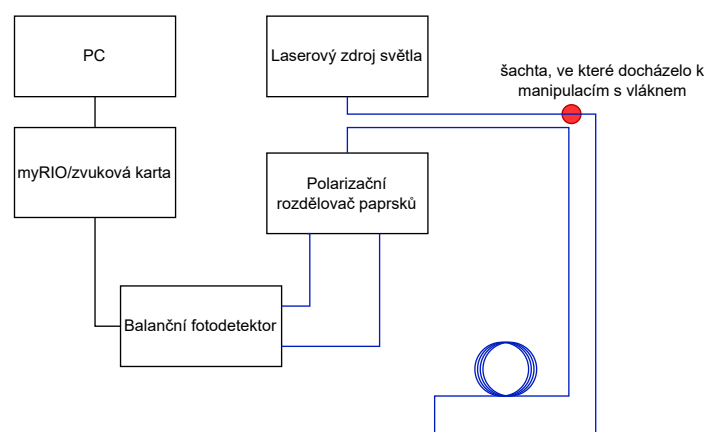 PC
Laserový zdroj světla
šachta, ve které docházelo k
manipulacím s vláknem
myRIO/zvuková karta
Polarizační
rozdělovač paprsků
Balanční fotodetektor